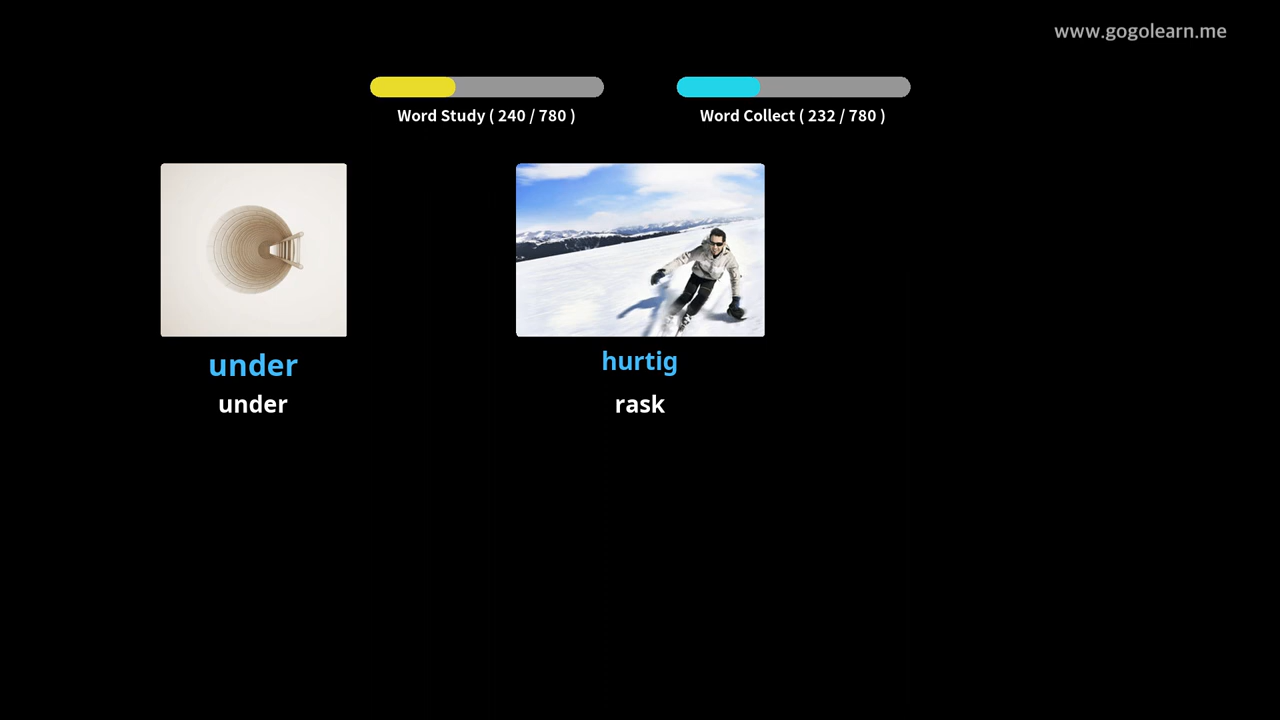 www.gogolearn.me
Word Study ( 240 / 780 )
Word Collect ( 232 / 780 )
under
under
hurtig
rask